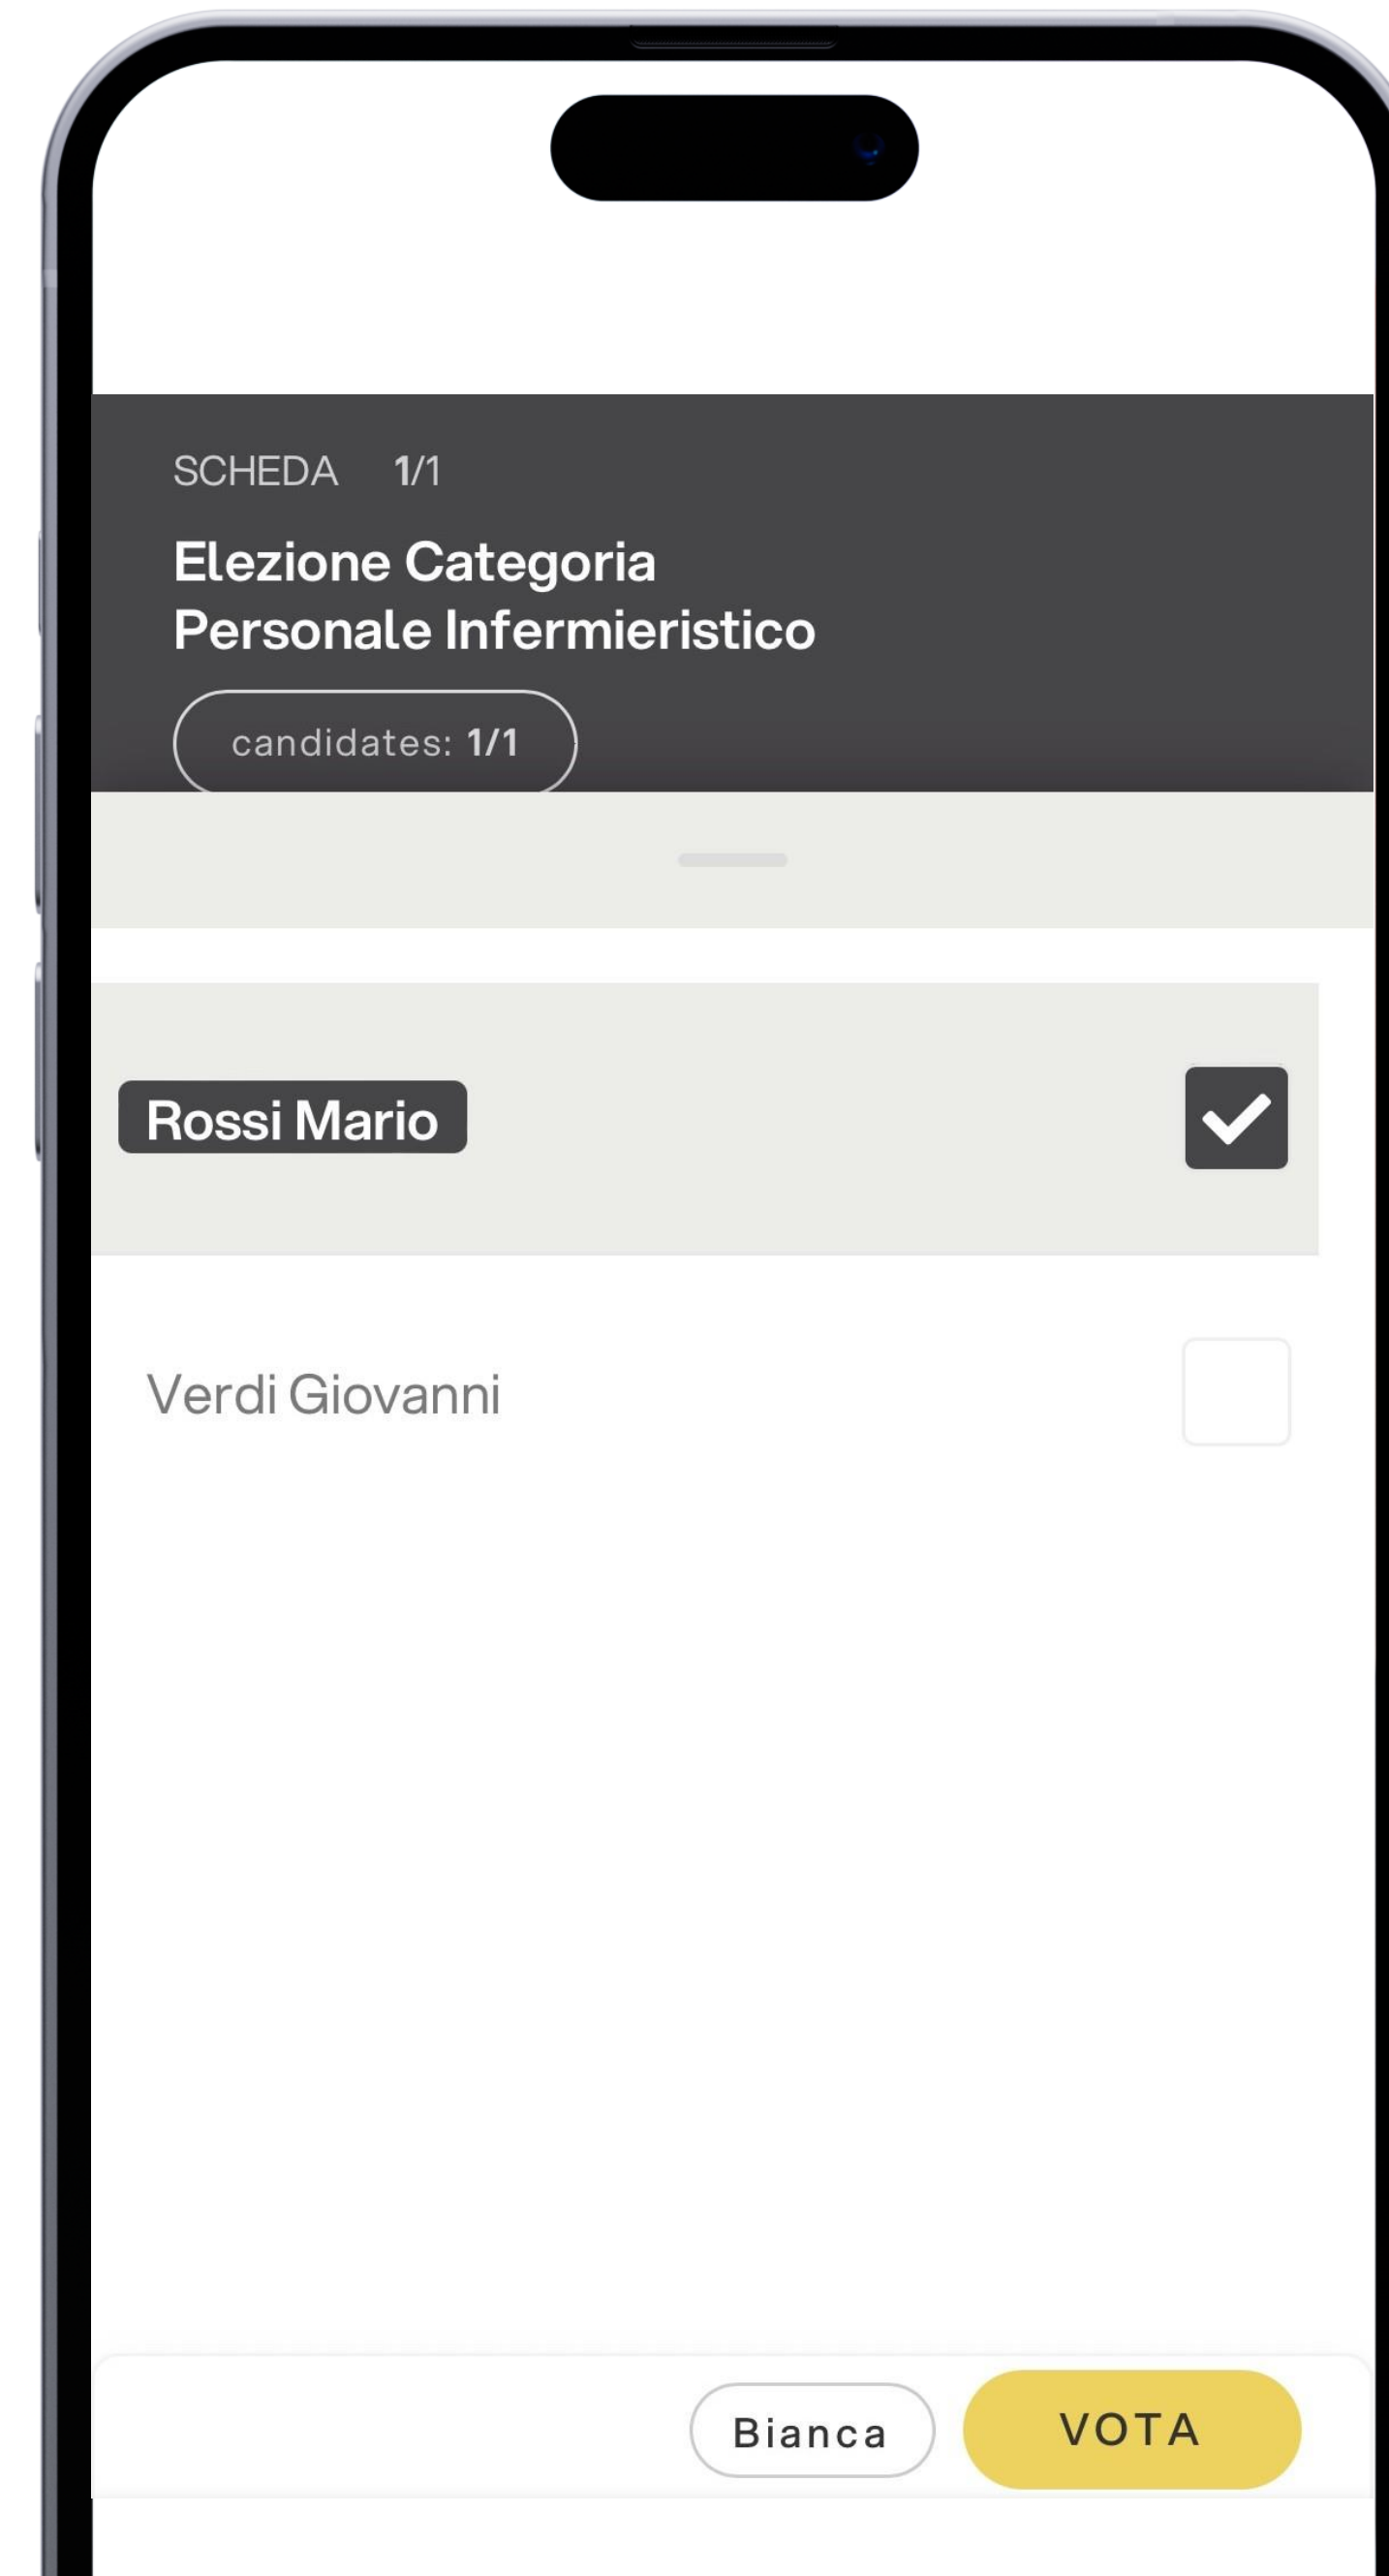 SCHEDA 1/1
Elezione Categoria
Personale Infermieristico
candidates: 1/1
Rossi Mario
Verdi Giovanni
Bianca
VOTA